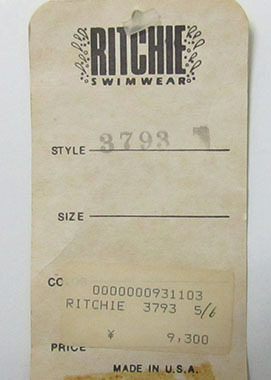 RITCHIE
SWIMWEAR
STYLE 3793
SIZE
CO
0000000931103
RITCHIE 3793 5/6
¥ 9,300
PRICE
MADE IN U.S.A.